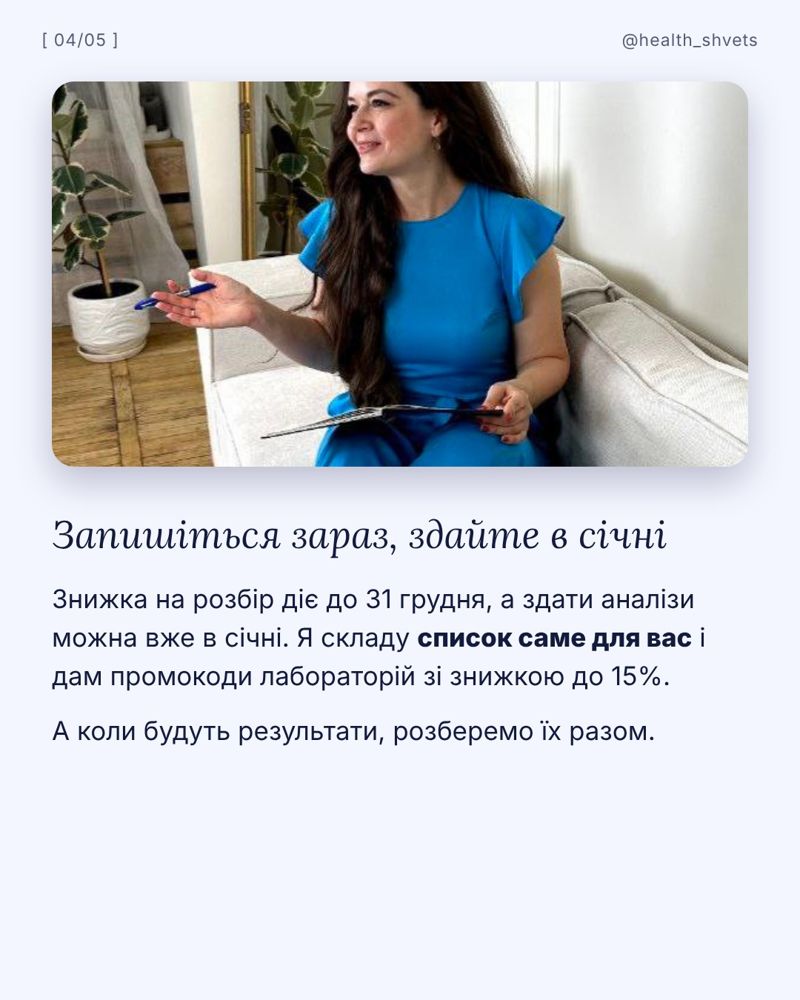 [ 04/05 ]
@health_shvets
Запишіться зараз, здайте в січні
Знижка на розбір діє до 31 грудня, а здати аналізи
можна вже в січні. Я складу список саме для вас і
дам промокоди лабораторій зі знижкою до 15%.
А коли будуть результати, розберемо їх разом.